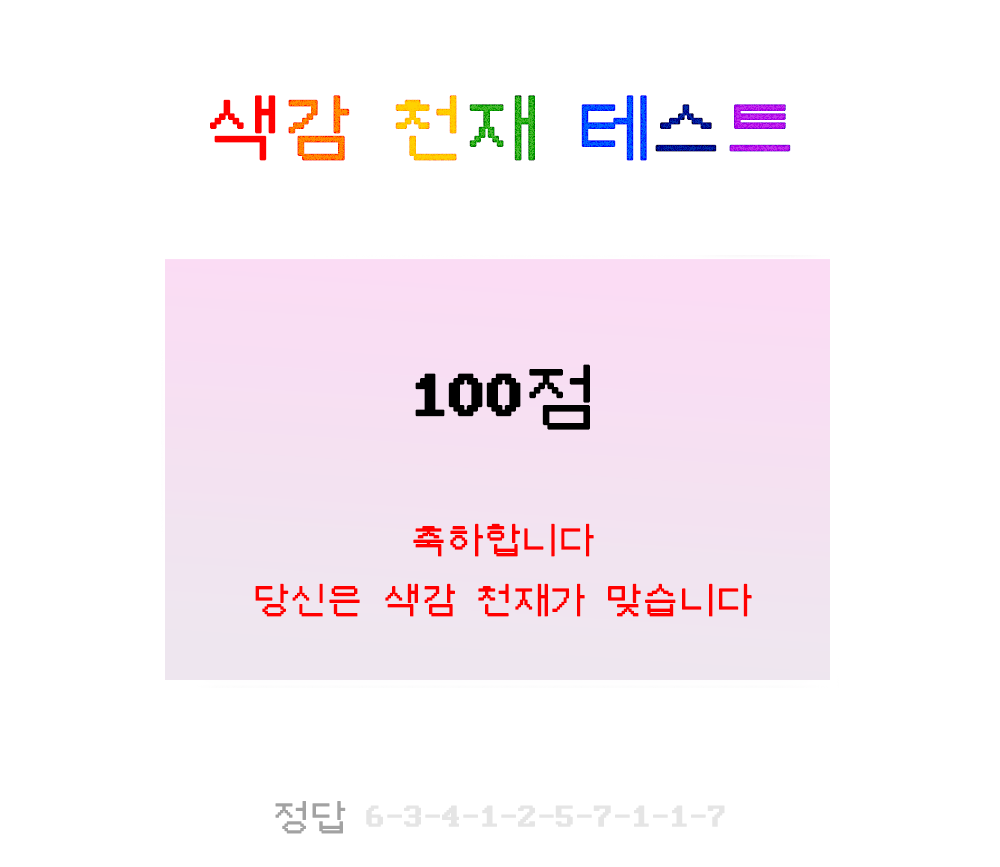 색감 천재 테스트
100점
축하합니다
당신은 색감 천재가 맞습니다
정답 6-3-4-1-2-5-7-1-1-7